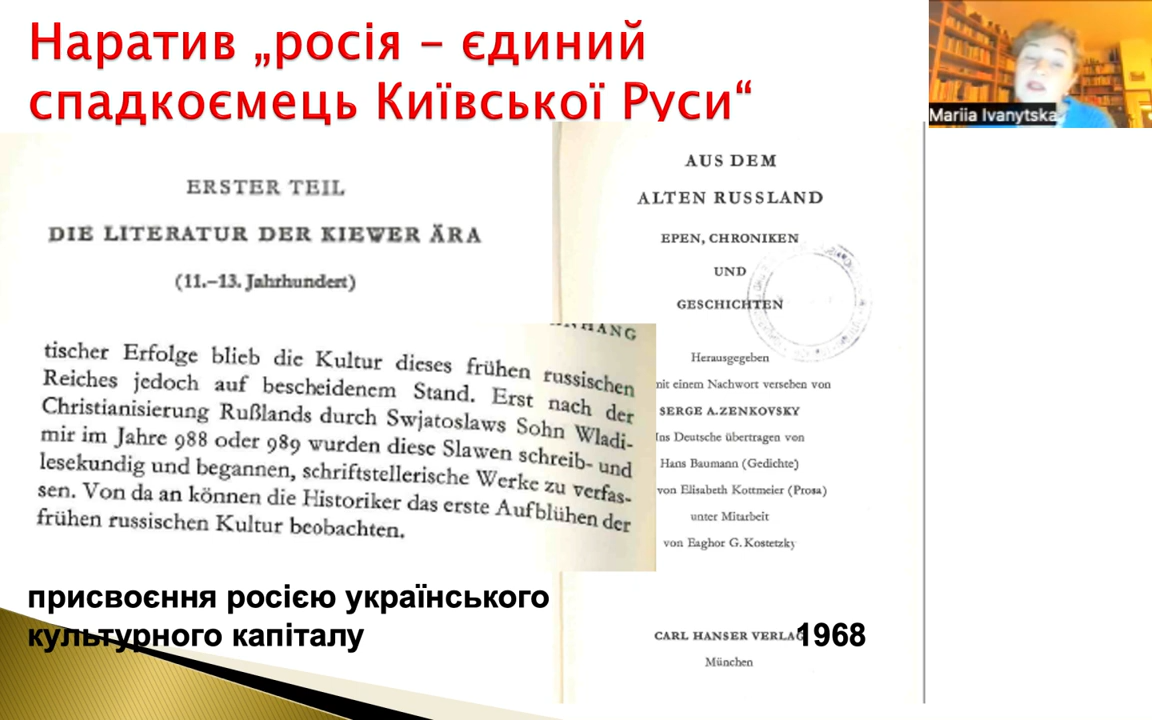 Наратив „росія – єдиний
спадкоємець Київської Руси“
Mariia Ivanytska
ERSTER TEIL
DIE LITERATUR DER KIEWER ÄRA
(11.–13. Jahrhundert)
tischer Erfolge blieb die Kultur dieses frühen russischen
Reiches jedoch auf bescheidenem Stand. Erst nach der
Christianisierung Rußlands durch Swjatoslaws Sohn Wladi-
mir im Jahre 988 oder 989 wurden diese Slawen schreib- und
lesekundig und begannen, schriftstellerische Werke zu verfas-
sen. Von da an können die Historiker das erste Aufblühen der
frühen russischen Kultur beobachten.
AUS DEM
ALTEN RUSSLAND
EPEN, CHRONIKEN
UND
GESCHICHTEN
Herausgegeben
mit einem Nachwort versehen von
SERGE A. ZENKOVSKY
Ins Deutsche übertragen von
Hans Baumann (Gedichte)
von Elisabeth Kottmeier (Prosa)
unter Mitarbeit
von Eaghor G. Kostetzky
CARL HANSER VERLAG
München
1968
присвоєння росією українського
культурного капіталу